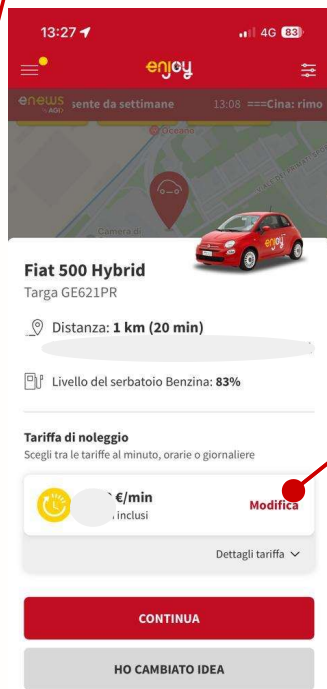 13:27
4G 83
enjoy
enews sente da settimane 13:08 ===Cina: rimo
AGI
Oceano
Camera di
enjoy
Fiat 500 Hybrid
Targa GE621PR
Distanza: 1 km (20 min)
Livello del serbatoio Benzina: 83%
Tariffa di noleggio
Scegli tra le tariffe al minuto, orarie o giornaliere
€/min
inclusi
Modifica
Dettagli tariffa
CONTINUA
HO CAMBIATO IDEA